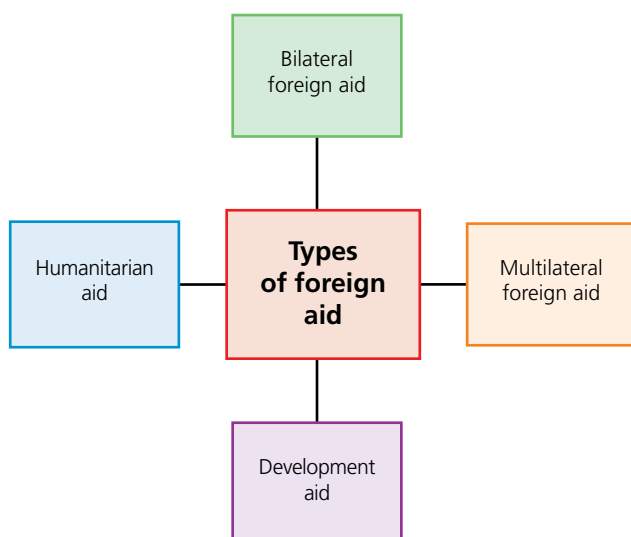 Bilateral
foreign aid
Humanitarian
aid
Types
of foreign
aid
Multilateral
foreign aid
Development
aid